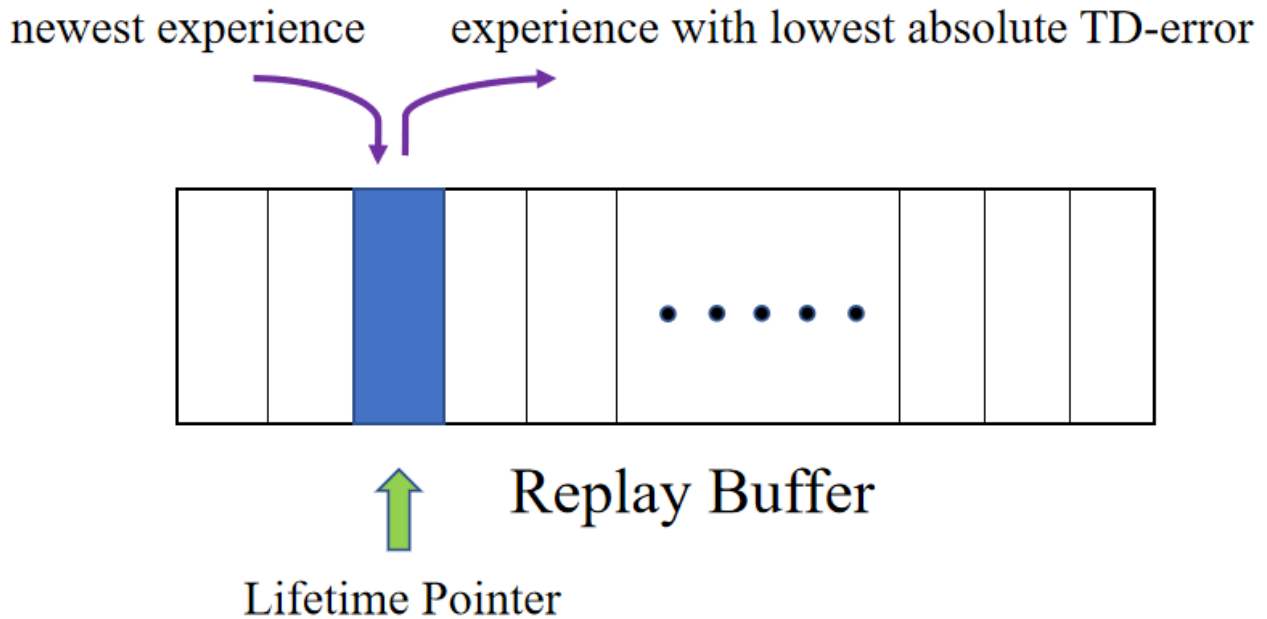 newest experience
experience with lowest absolute TD-error
Replay Buffer
Lifetime Pointer